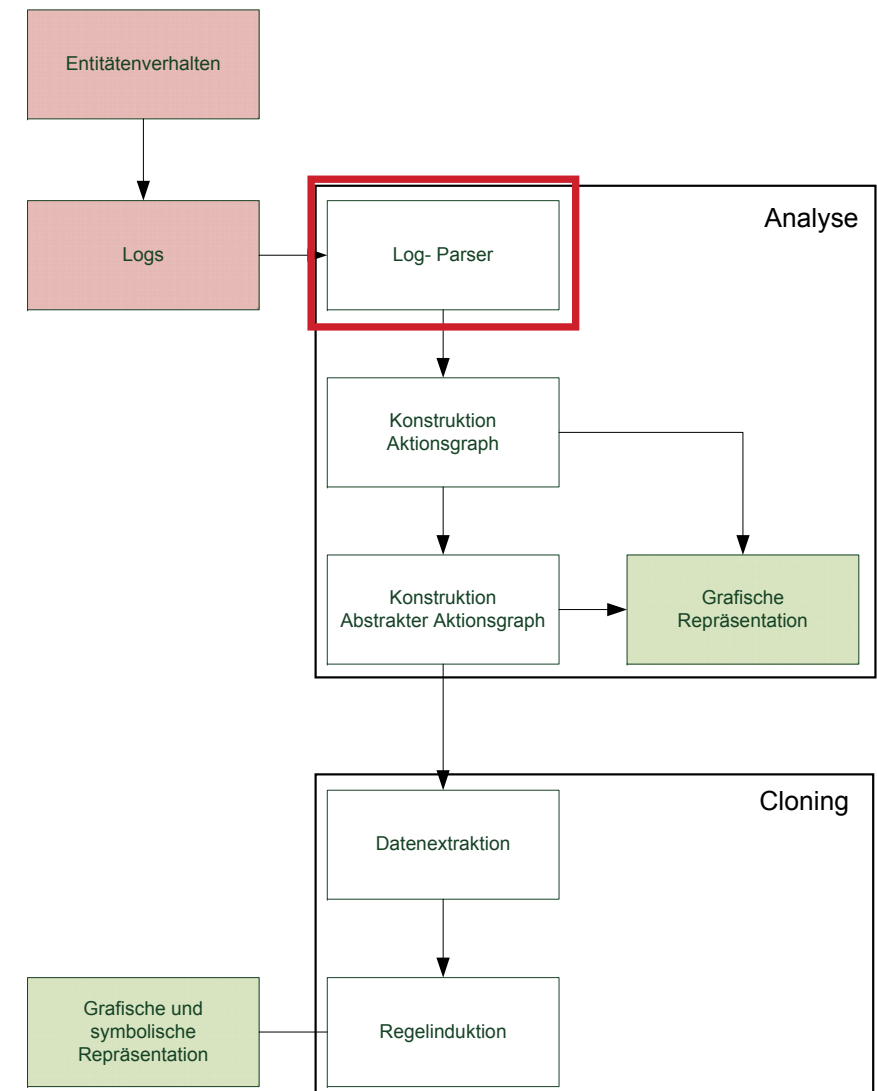 Entitätenverhalten
Logs
Analyse
Log- Parser
Konstruktion
Aktionsgraph
Konstruktion
Abstrakter Aktionsgraph
Grafische
Repräsentation
Cloning
Datenextraktion
Grafische und
symbolische
Repräsentation
Regelinduktion